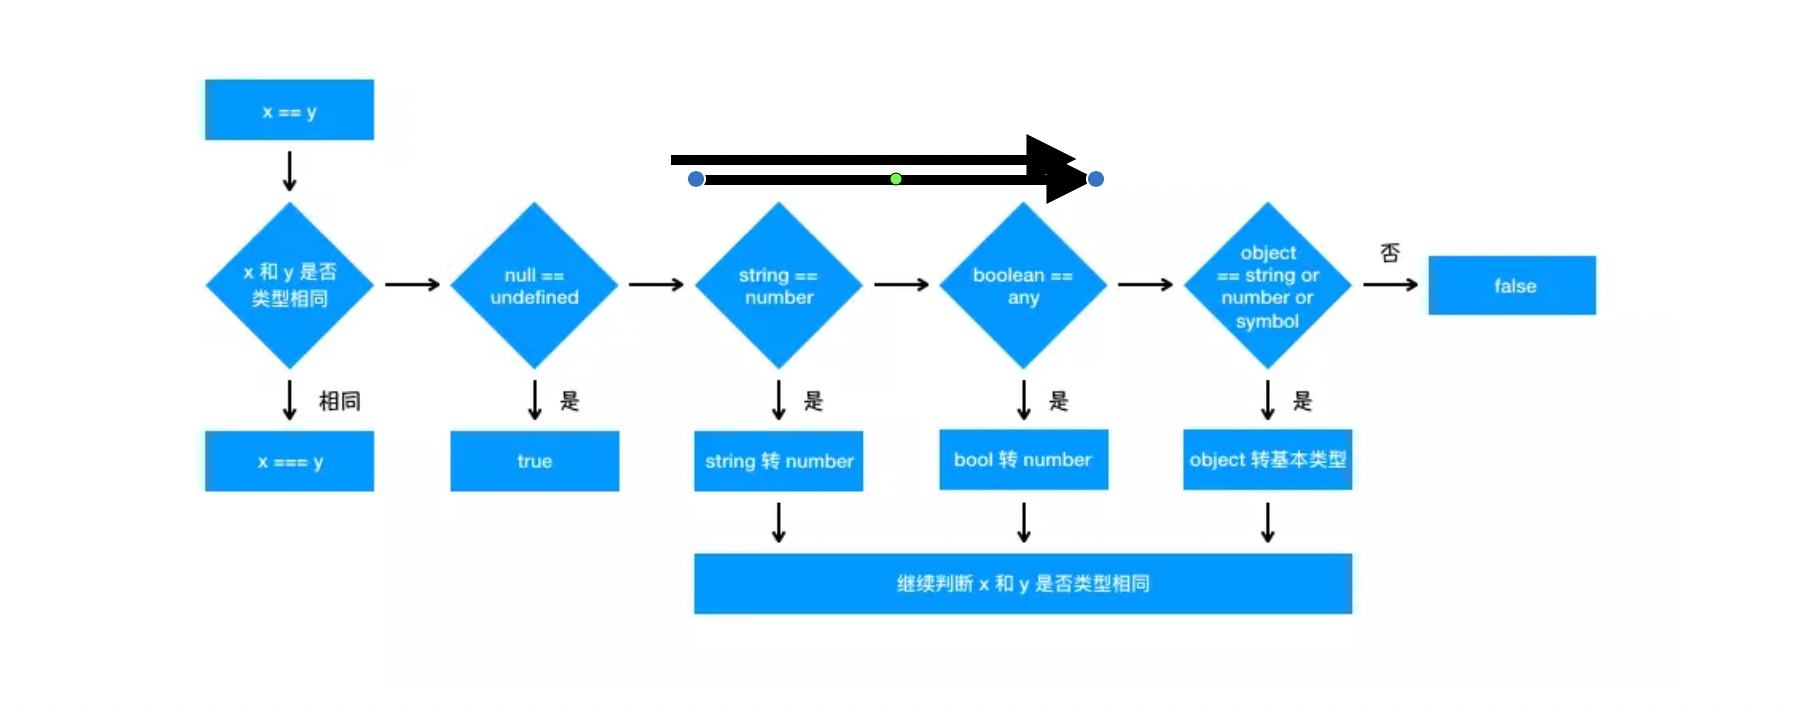 x == y
x 和 y 是否
类型相同
null ==
undefined
string ==
number
boolean ==
any
object
== string or
number or
symbol
否
false
相同
是
是
是
是
x === y
true
string 转 number
bool 转 number
object 转基本类型
继续判断 x 和 y 是否类型相同